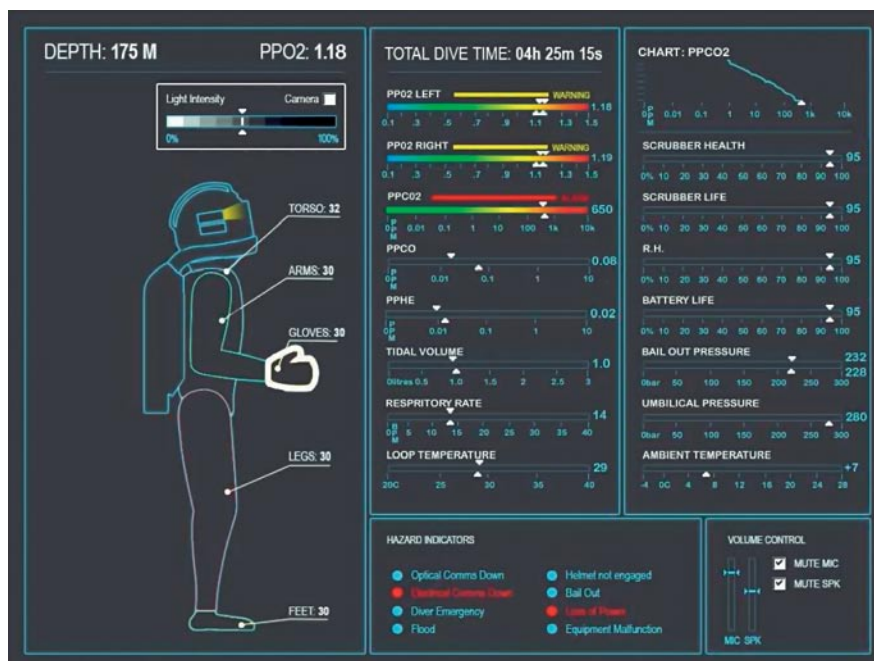 DEPTH: 175 M
PPO2: 1.18
Light Intensity
Camera
0%
100%
TORSO: 32
ARMS: 30
GLOVES: 30
LEGS: 30
FEET: 30
TOTAL DIVE TIME: 04h 25m 15s
PP02 LEFT
WARNING
1.18
0.1 .3 .5 .7 .9 1.1 1.3 1.5
PP02 RIGHT
WARNING
1.19
0.1 .3 .5 .7 .9 1.1 1.3 1.5
PPC02
650
0 PPM 0.01 0.1 1 10 100 1k 10k
PPCO
0.08
0 PPM 0.01 0.1 1 10
PPHE
0.02
0 PPM 0.01 0.1 1 10
TIDAL VOLUME
1.0
0litres 0.5 1.0 1.5 2 2.5 3
RESPRITORY RATE
14
0 BPM 5 10 15 20 25 30 35 40
LOOP TEMPERATURE
29
20C 25 30 35 40
CHART: PPCO2
0 PPM 0.01 0.1 1 10 100 1k 10k
SCRUBBER HEALTH
95
0% 10 20 30 40 50 60 70 80 90 100
SCRUBBER LIFE
95
0% 10 20 30 40 50 60 70 80 90 100
R.H.
95
0% 10 20 30 40 50 60 70 80 90 100
BATTERY LIFE
95
0% 10 20 30 40 50 60 70 80 90 100
BAIL OUT PRESSURE
232
228
0bar 50 100 150 200 250 300
UMBILICAL PRESSURE
280
0bar 50 100 150 200 250 300
AMBIENT TEMPERATURE
+7
-4 0C 4 8 12 16 20 24 28
HAZARD INDICATORS
Optical Comms Down
Electrical Comms Down
Diver Emergency
Flood
Helmet not engaged
Bail Out
Loss of Power
Equipment Malfunction
VOLUME CONTROL
MUTE MIC
MUTE SPK
MIC SPK